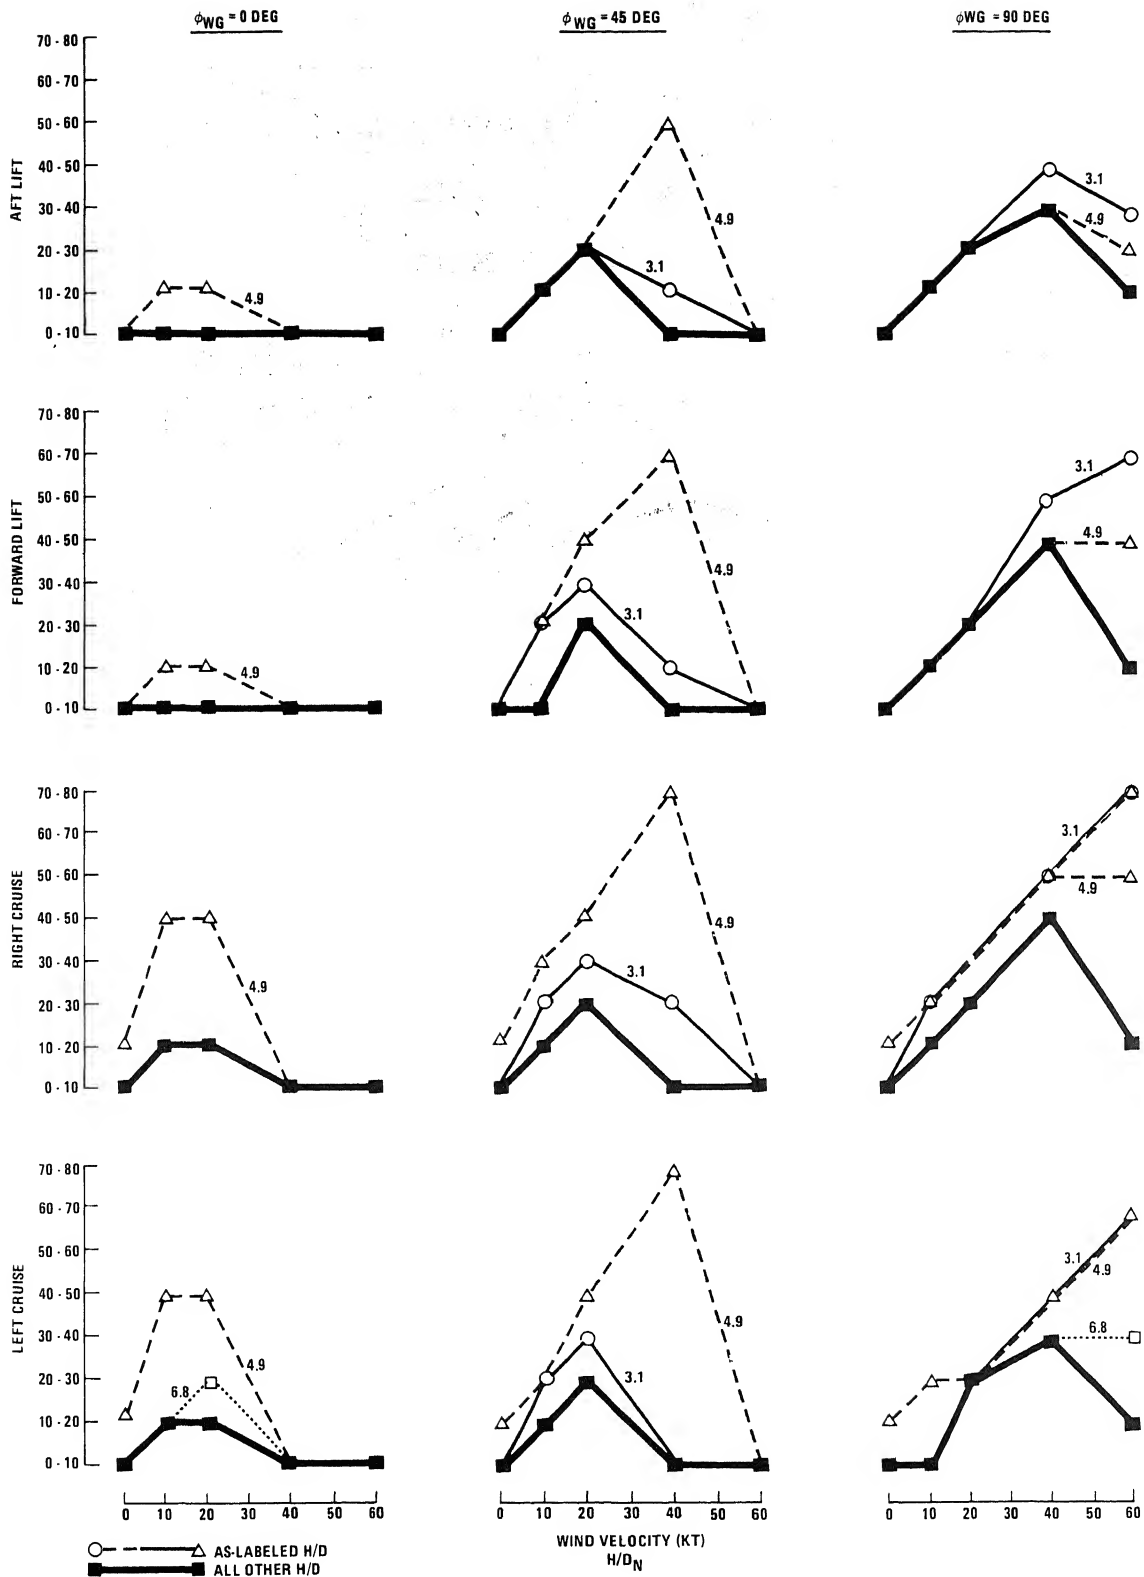 ϕWG = 0 DEG
ϕWG = 45 DEG
ϕWG = 90 DEG
AFT LIFT
70 - 80
60 - 70
50 - 60
40 - 50
30 - 40
20 - 30
10 - 20
0 - 10
4.9
3.1
4.9
3.1
4.9
FORWARD LIFT
70 - 80
60 - 70
50 - 60
40 - 50
30 - 40
20 - 30
10 - 20
0 - 10
4.9
3.1
4.9
3.1
4.9
RIGHT CRUISE
70 - 80
60 - 70
50 - 60
40 - 50
30 - 40
20 - 30
10 - 20
0 - 10
4.9
3.1
4.9
3.1
4.9
LEFT CRUISE
70 - 80
60 - 70
50 - 60
40 - 50
30 - 40
20 - 30
10 - 20
0 - 10
6.8
4.9
3.1
4.9
3.1
4.9
6.8
0 10 20 30 40 50 60
0 10 20 30 40 50 60
0 10 20 30 40 50 60
WIND VELOCITY (KT)
H/DN
AS-LABELED H/D
ALL OTHER H/D